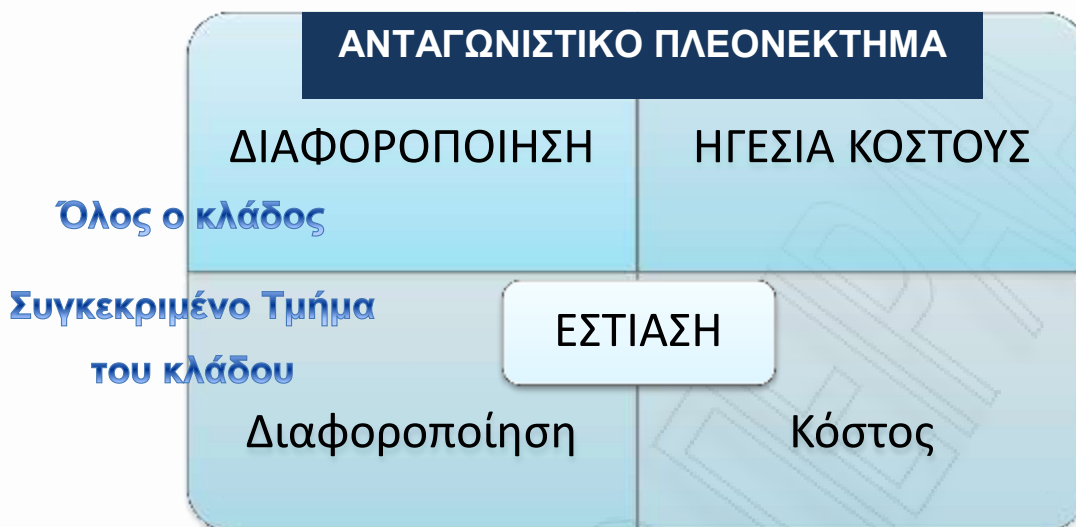 ΑΝΤΑΓΩΝΙΣΤΙΚΟ ΠΛΕΟΝΕΚΤΗΜΑ
ΔΙΑΦΟΡΟΠΟΙΗΣΗ
ΗΓΕΣΙΑ ΚΟΣΤΟΥΣ
Όλος ο κλάδος
Συγκεκριμένο Τμήμα
του κλάδου
ΕΣΤΙΑΣΗ
Διαφοροποίηση
Κόστος